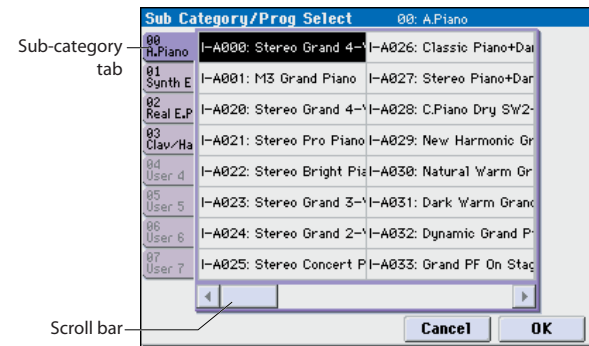 Sub Category/Prog Select 00: A.Piano
Sub-category tab
00 A.Piano
01 Synth E
02 Real E.P
03 Clav/Ha
04 User 4
05 User 5
06 User 6
07 User 7
I-A000: Stereo Grand 4-V I-A026: Classic Piano+Dar
I-A001: M3 Grand Piano I-A027: Stereo Piano+Dar
I-A020: Stereo Grand 4-V I-A028: C.Piano Dry SW2-
I-A021: Stereo Pro Piano I-A029: New Harmonic Gr
I-A022: Stereo Bright Pia I-A030: Natural Warm Gr
I-A023: Stereo Grand 3-V I-A031: Dark Warm Grand
I-A024: Stereo Grand 2-V I-A032: Dynamic Grand P
I-A025: Stereo Concert P I-A033: Grand PF On Stag
Scroll bar
Cancel OK